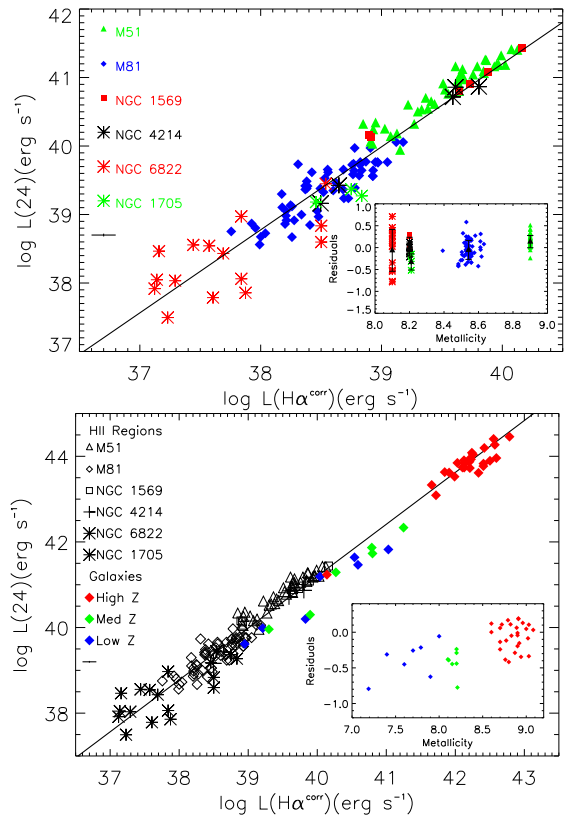 42
41
40
39
38
37
log L(24)(erg s⁻¹)
M51
M81
NGC 1569
NGC 4214
NGC 6822
NGC 1705
1.0
0.5
0.0
−0.5
−1.0
−1.5
Residuals
8.0 8.2 8.4 8.6 8.8 9.0
Metallicity
37 38 39 40
log L(Hα^corr)(erg s⁻¹)
44
42
40
38
log L(24)(erg s⁻¹)
HII Regions
M51
M81
NGC 1569
NGC 4214
NGC 6822
NGC 1705
Galaxies
High Z
Med Z
Low Z
0.0
−0.5
−1.0
Residuals
7.0 7.5 8.0 8.5 9.0
Metallicity
37 38 39 40 41 42 43
log L(Hα^corr)(erg s⁻¹)